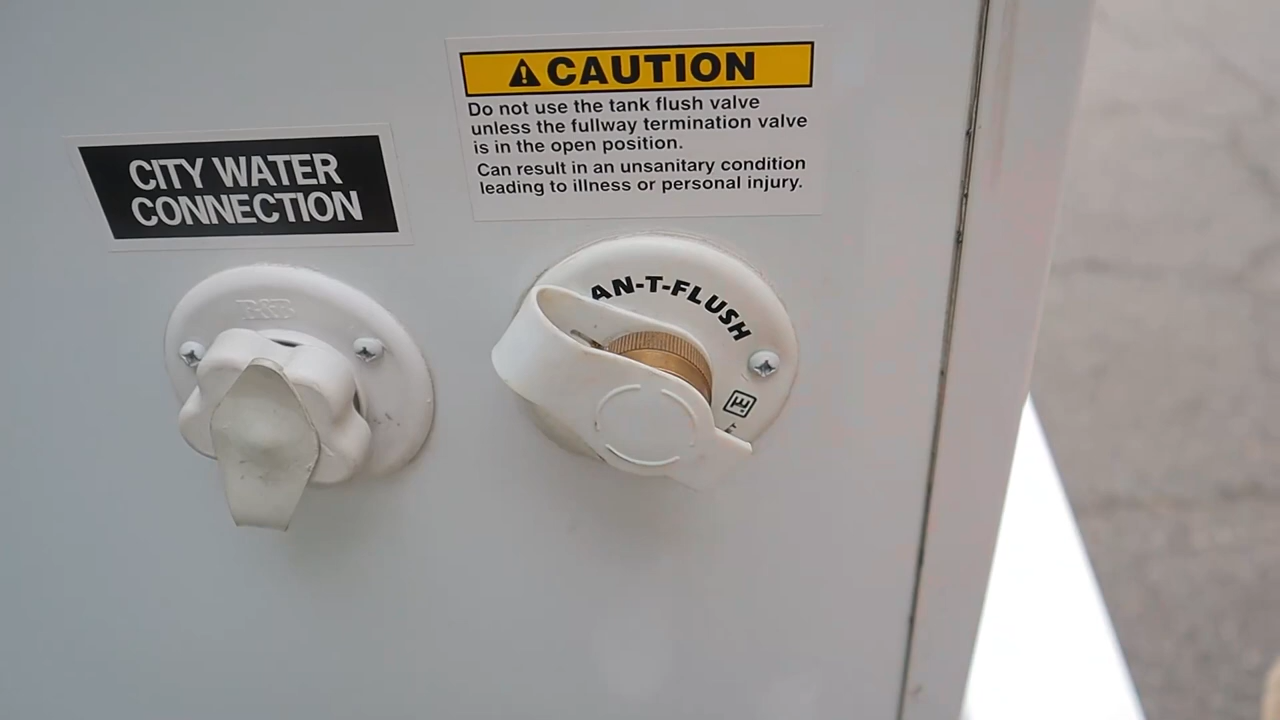 CITY WATER
CONNECTION
CAUTION
Do not use the tank flush valve
unless the fullway termination valve
is in the open position.
Can result in an unsanitary condition
leading to illness or personal injury.
AN-T-FLUSH